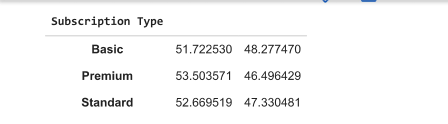 Subscription Type
Basic 51.722530 48.277470
Premium 53.503571 46.496429
Standard 52.669519 47.330481